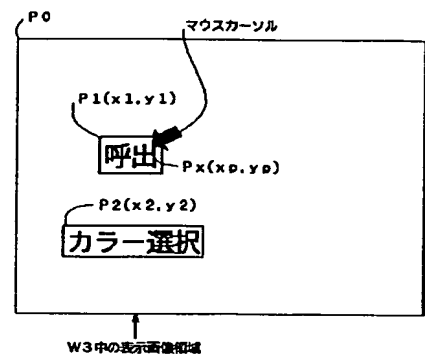 P0
マウスカーソル
P1(x1,y1)
呼出
Px(xp,yp)
P2(x2,y2)
カラー選択
W3中の表示画像領域